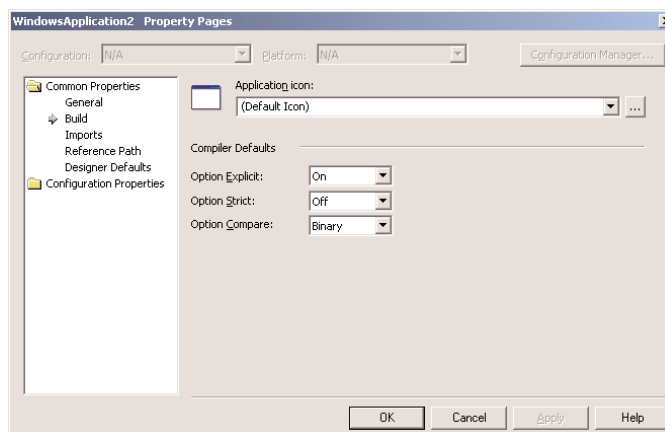 WindowsApplication2 Property Pages
Configuration: N/A Platform: N/A Configuration Manager...
Common Properties
General
Build
Imports
Reference Path
Designer Defaults
Configuration Properties
Application icon:
(Default Icon) ...
Compiler Defaults
Option Explicit: On
Option Strict: Off
Option Compare: Binary
OK Cancel Apply Help